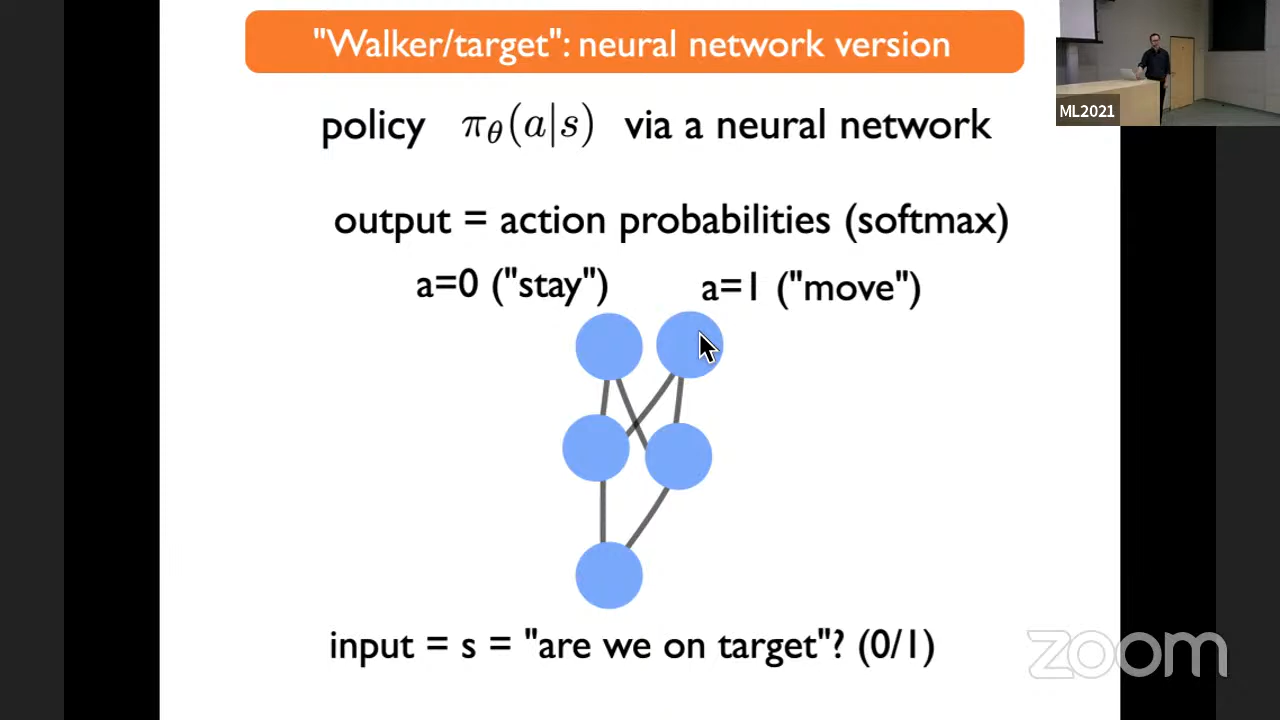 "Walker/target": neural network version
ML2021
policy πθ(a|s) via a neural network
output = action probabilities (softmax)
a=0 ("stay") a=1 ("move")
input = s = "are we on target"? (0/1)
zoom